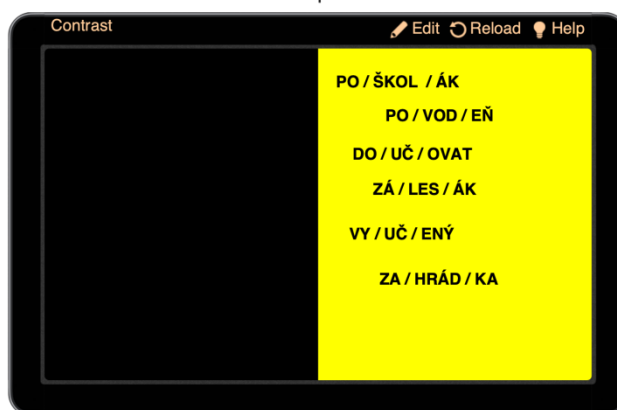 Contrast Edit Reload Help
PO / ŠKOL / ÁK
PO / VOD / EŇ
DO / UČ / OVAT
ZÁ / LES / ÁK
VY / UČ / ENÝ
ZA / HRÁD / KA